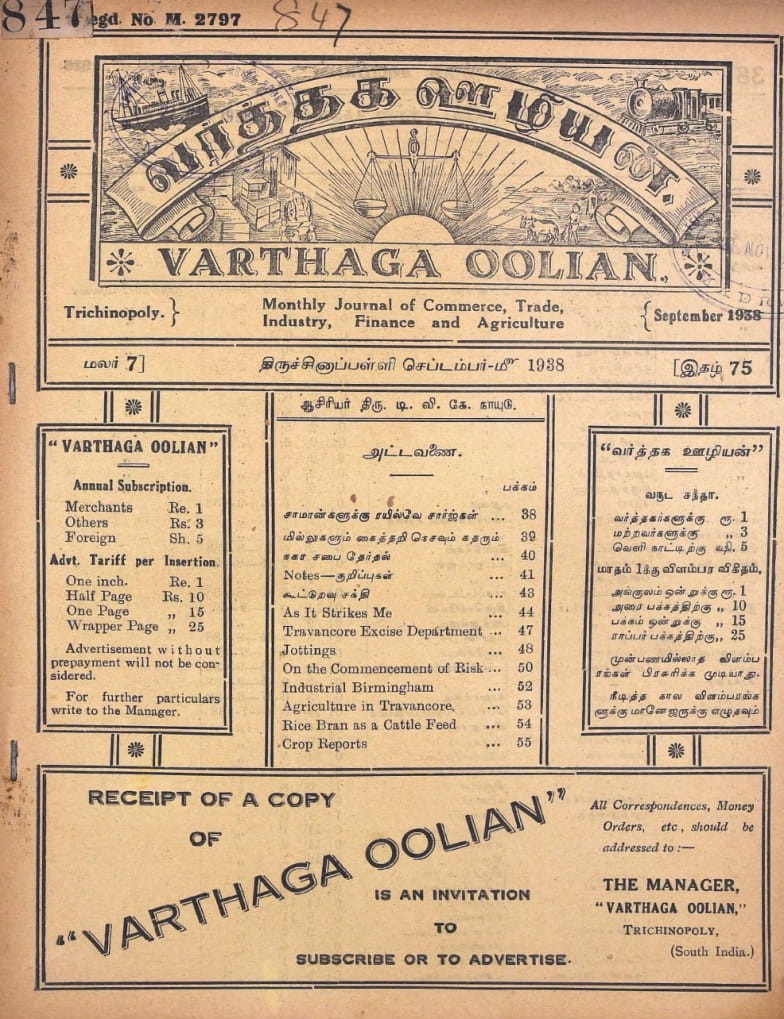 847
egd. No. M. 2797
847
வர்த்தக ஊழியன்.
VARTHAGA OOLIAN.
Trichinopoly.}
Monthly Journal of Commerce, Trade,
Industry, Finance and Agriculture
{September 1938
மலர் 7]
திருச்சினாப்பள்ளி செப்டம்பர்-மீ 1938
[இதழ் 75
ஆசிரியர் திரு. டி. வி. கே. நாயுடு.
"VARTHAGA OOLIAN"
Annual Subscription.
Merchants Re. 1
Others Rs. 3
Foreign Sh. 5
Advt. Tariff per Insertion.
One inch. Re. 1
Half Page Rs. 10
One Page „ 15
Wrapper Page „ 25
Advertisement without
prepayment will not be con-
sidered.
For further particulars
write to the Manager.
அட்டவணை.
பக்கம்
சாமான்களுக்கு ரயில்வே சார்ஜ்கள் ... 38
மில்லுகளும் கைத்தறி நெசவும் கதரும் 39
நகர சபை தேர்தல் ... 40
Notes—குறிப்புகள் ... 41
கூட்டுறவு சக்தி ... 43
As It Strikes Me ... 44
Travancore Excise Department ... 47
Jottings ... 48
On the Commencement of Risk ... 50
Industrial Birmingham ... 52
Agriculture in Travancore. ... 53
Rice Bran as a Cattle Feed ... 54
Crop Reports ... 55
"வர்த்தக ஊழியன்"
வருட சந்தா.
வர்த்தகர்களுக்கு ரூ. 1
மற்றவர்களுக்கு „ 3
வெளி நாட்டிற்கு ஷி. 5
மாதம் 1க்கு விளம்பர விகிதம்.
அங்குலம் ஒன்றுக்கு ரூ. 1
அரை பக்கத்திற்கு „ 10
பக்கம் ஒன்றுக்கு „ 15
ராப்பர் பக்கத்திற்கு „ 25
முன்பணமில்லாத விளம்ப
ரங்கள் பிரசுரிக்க முடியாது.
நீடித்த கால விளம்பரங்க
ளுக்கு மானேஜருக்கு எழுதவும்
RECEIPT OF A COPY
OF
"VARTHAGA OOLIAN"
IS AN INVITATION
TO
SUBSCRIBE OR TO ADVERTISE.
All Correspondences, Money
Orders, etc, should be
addressed to :—
THE MANAGER,
"VARTHAGA OOLIAN,"
TRICHINOPOLY,
(South India.)